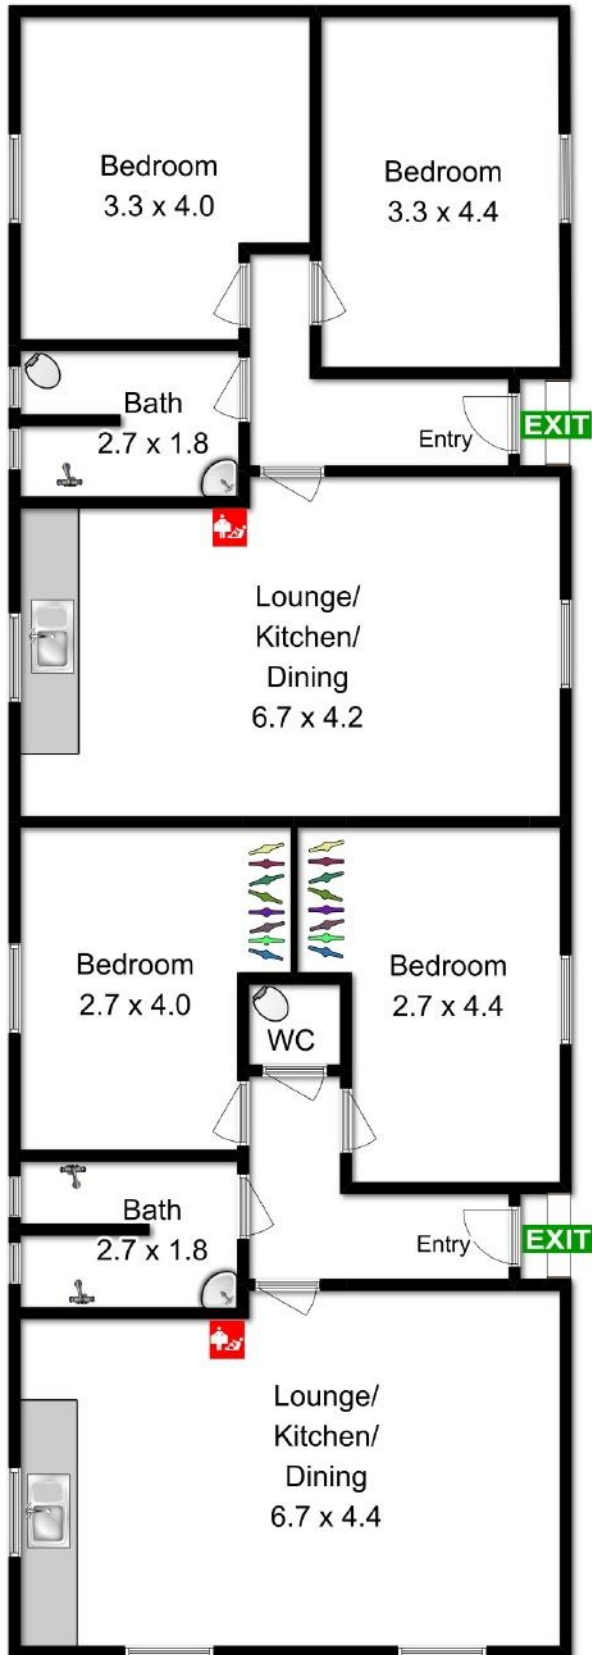 Bedroom
3.3 x 4.0
Bedroom
3.3 x 4.4
Bath
2.7 x 1.8
Entry
EXIT
Lounge/
Kitchen/
Dining
6.7 x 4.2
Bedroom
2.7 x 4.0
Bedroom
2.7 x 4.4
WC
Bath
2.7 x 1.8
Entry
EXIT
Lounge/
Kitchen/
Dining
6.7 x 4.4